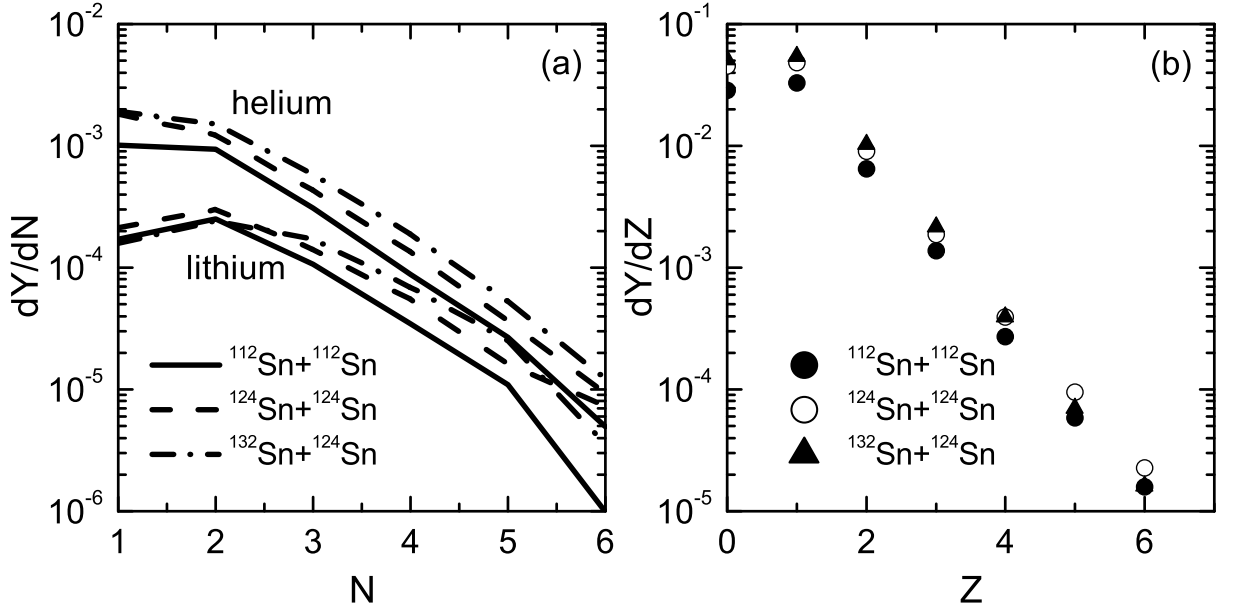 10⁻²
(a)
helium
10⁻³
dY/dN
10⁻⁴
lithium
¹¹²Sn+¹¹²Sn
10⁻⁵
¹²⁴Sn+¹²⁴Sn
¹³²Sn+¹²⁴Sn
10⁻⁶
1 2 3 4 5 6
N
10⁻¹
(b)
10⁻²
dY/dZ
10⁻³
¹¹²Sn+¹¹²Sn
10⁻⁴
¹²⁴Sn+¹²⁴Sn
¹³²Sn+¹²⁴Sn
10⁻⁵
0 2 4 6
Z